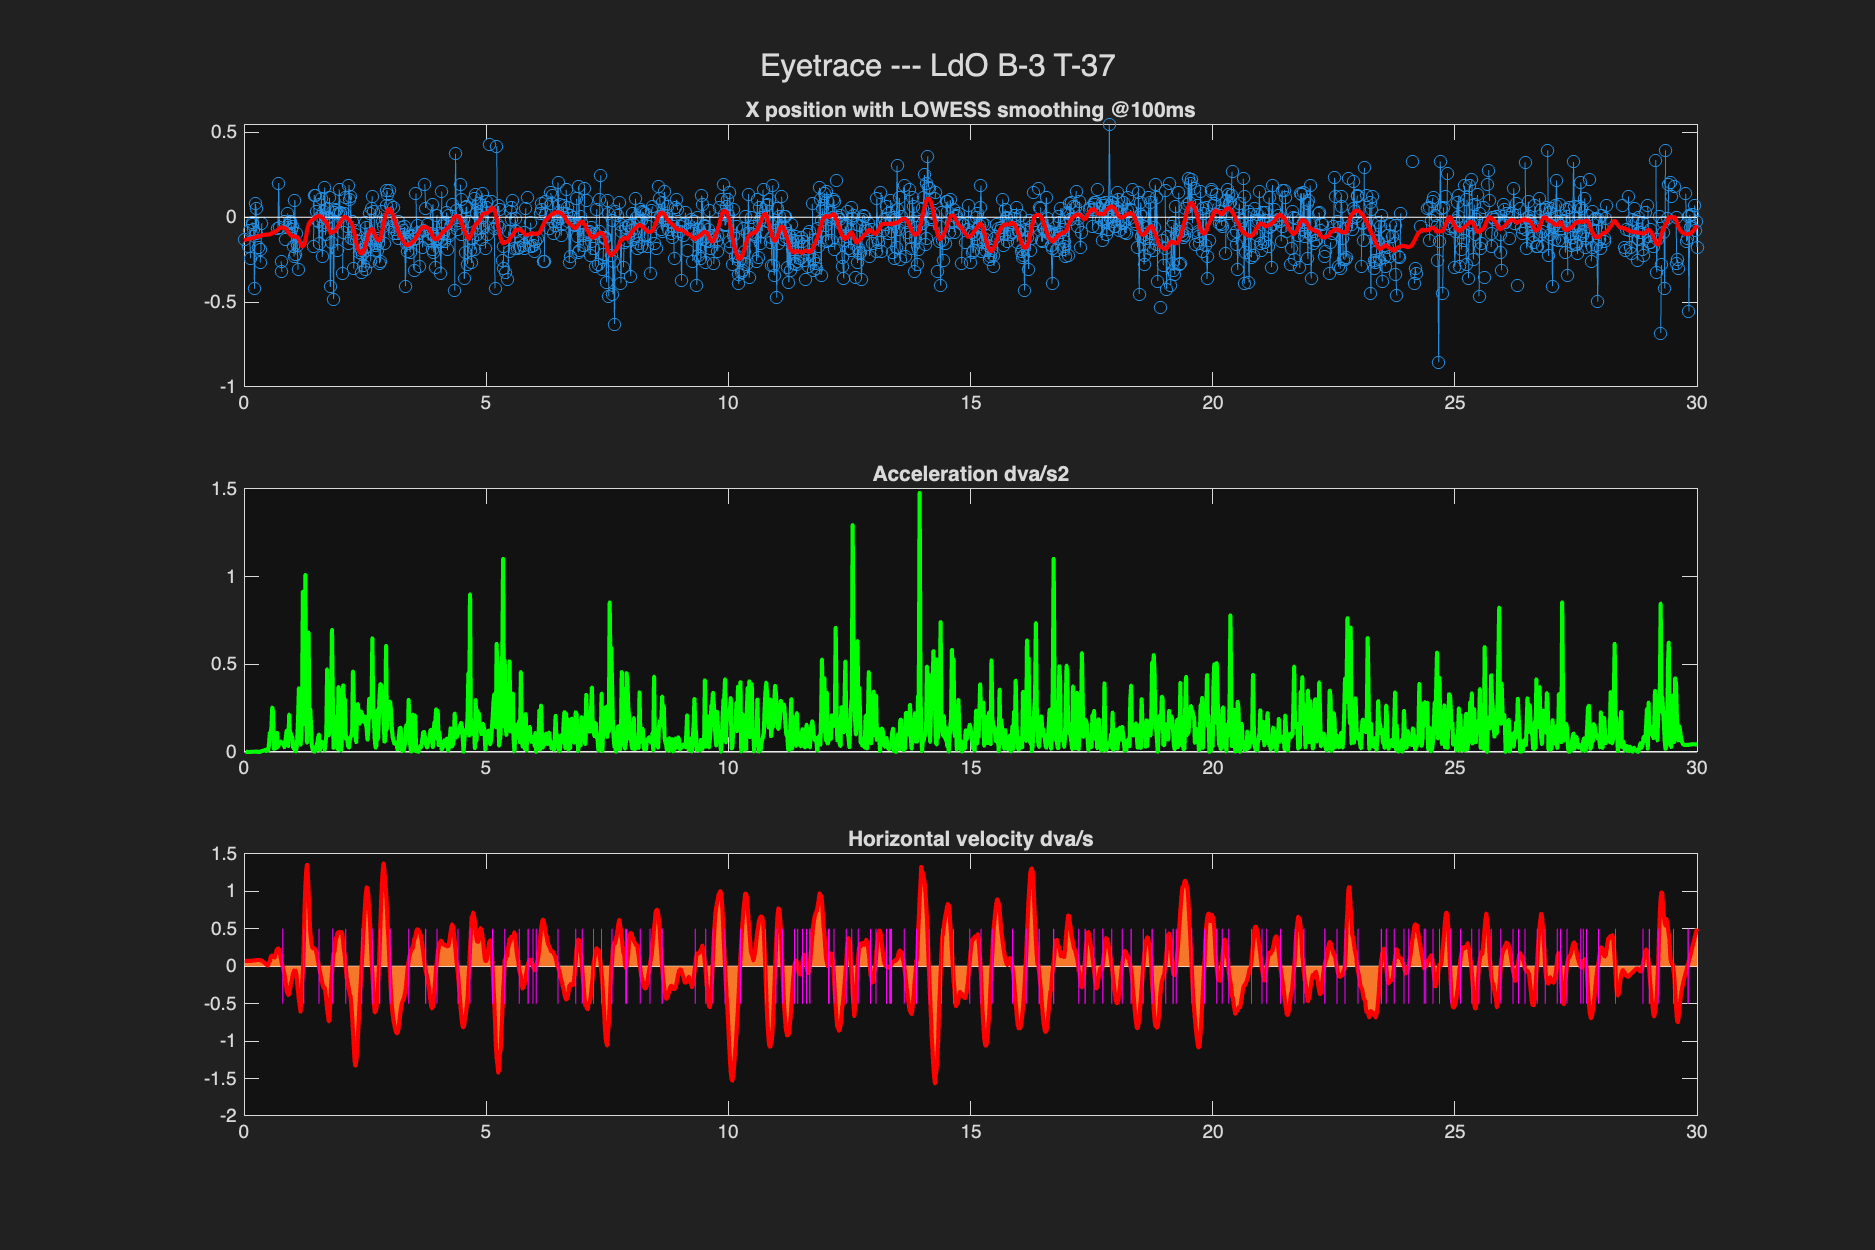 Eyetrace --- LdO B-3 T-37
X position with LOWESS smoothing @100ms
0.5
0
-0.5
-1
0 5 10 15 20 25 30
Acceleration dva/s2
1.5
1
0.5
0
0 5 10 15 20 25 30
Horizontal velocity dva/s
1.5
1
0.5
0
-0.5
-1
-1.5
-2
0 5 10 15 20 25 30